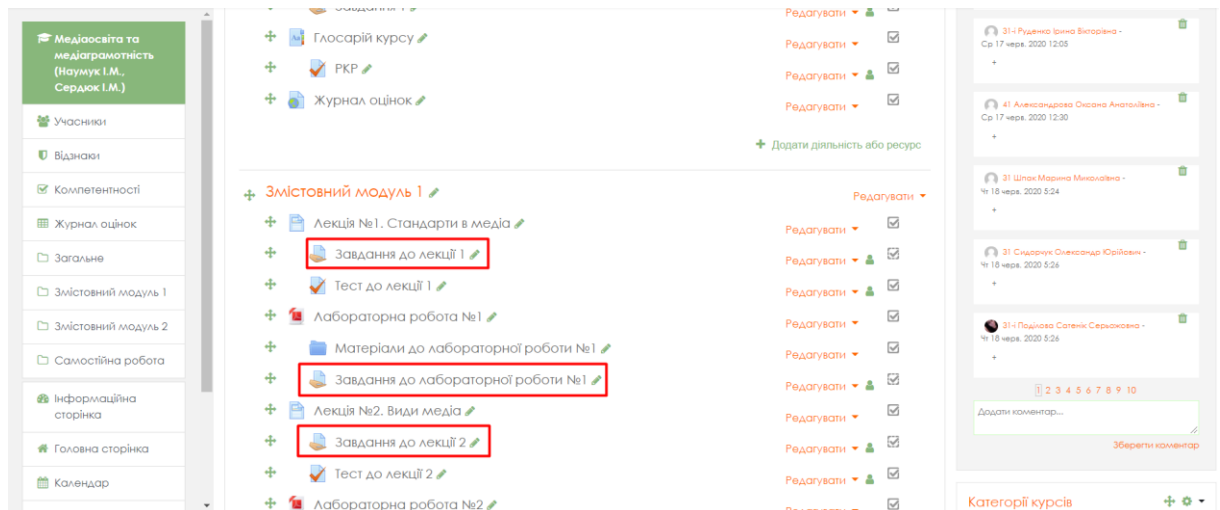 Медіаосвіта та
медіаграмотність
(Наумук І.М.,
Сердюк І.М.)
Учасники
Відзнаки
Компетентності
Журнал оцінок
Загальне
Змістовний модуль 1
Змістовний модуль 2
Самостійна робота
Інформаційна
сторінка
Головна сторінка
Календар
Редагувати
Глосарій курсу
Редагувати
РКР
Редагувати
Журнал оцінок
Редагувати
Додати діяльність або ресурс
Змістовний модуль 1
Редагувати
Лекція №1. Стандарти в медіа
Редагувати
Завдання до лекції 1
Редагувати
Тест до лекції 1
Редагувати
Лабораторна робота №1
Редагувати
Матеріали до лабораторної роботи №1
Редагувати
Завдання до лабораторної роботи №1
Редагувати
Лекція №2. Види медіа
Редагувати
Завдання до лекції 2
Редагувати
Тест до лекції 2
Редагувати
Лабораторна робота №2
31-і Руденко Ірина Вікторівна -
Ср 17 черв. 2020 12:05
+
41 Александрова Оксана Анатоліївна -
Ср 17 черв. 2020 12:30
+
31 Шпак Марина Миколаївна -
Чт 18 черв. 2020 5:24
+
31 Сидорчук Олександр Юрійович -
Чт 18 черв. 2020 5:26
+
31-і Поділова Сатенік Сержовна -
Чт 18 черв. 2020 5:26
+
1 2 3 4 5 6 7 8 9 10
Додати коментар...
Зберегти коментар
Категорії курсів